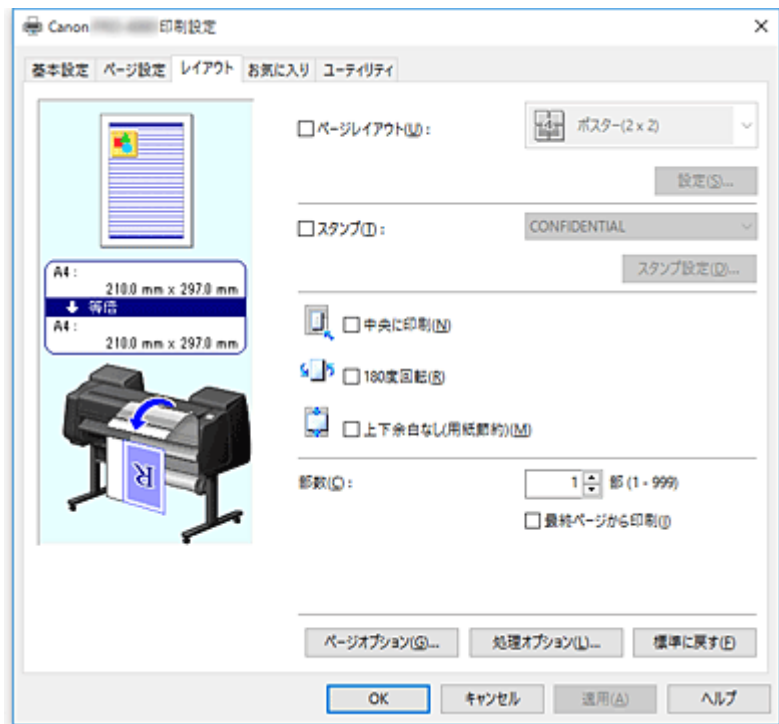 Canon 印刷設定
基本設定 ページ設定 レイアウト お気に入り ユーティリティ
ページレイアウト(U): ポスター(2 x 2)
設定(S)...
スタンプ(T): CONFIDENTIAL
スタンプ設定(D)...
A4 :
210.0 mm x 297.0 mm
等倍
A4 :
210.0 mm x 297.0 mm
中央に印刷(N)
180度回転(R)
上下余白なし(用紙節約)(M)
R
部数(C): 1 部 (1 - 999)
最終ページから印刷(I)
ページオプション(G)... 処理オプション(L)... 標準に戻す(F)
OK キャンセル 適用(A) ヘルプ